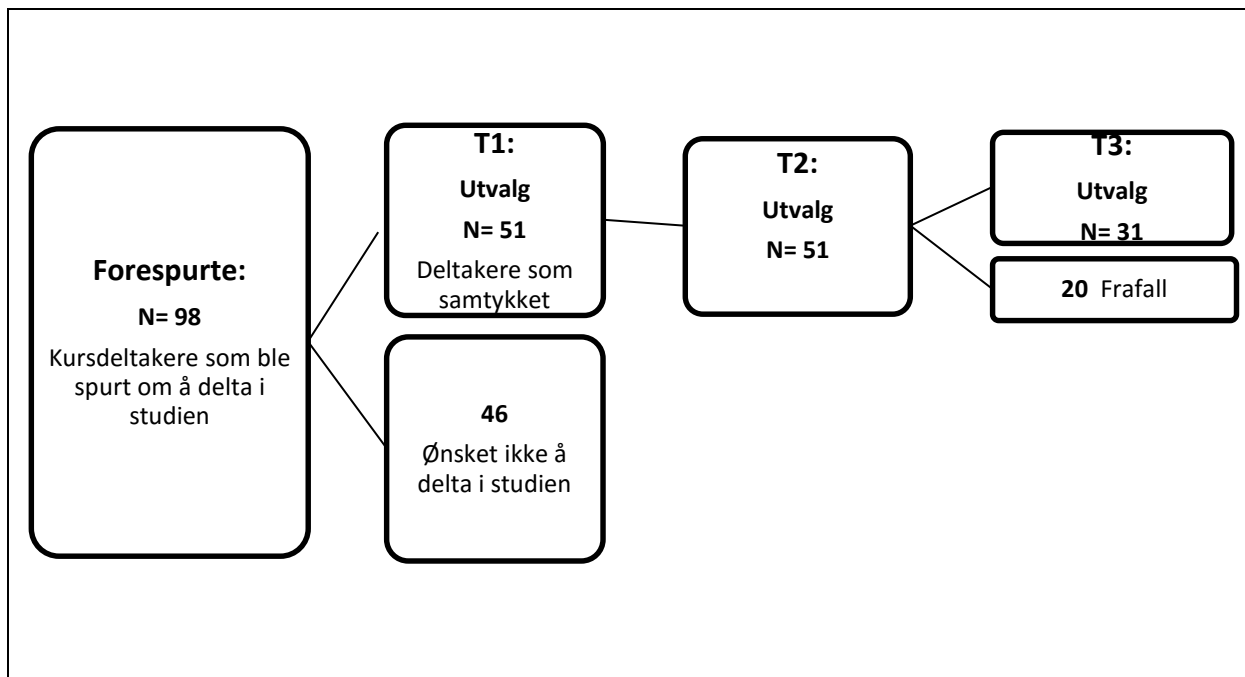 Forespurte:
N= 98
Kursdeltakere som ble
spurt om å delta i
studien
T1:
Utvalg
N= 51
Deltakere som
samtykket
46
Ønsket ikke å
delta i studien
T2:
Utvalg
N= 51
T3:
Utvalg
N= 31
20 Frafall